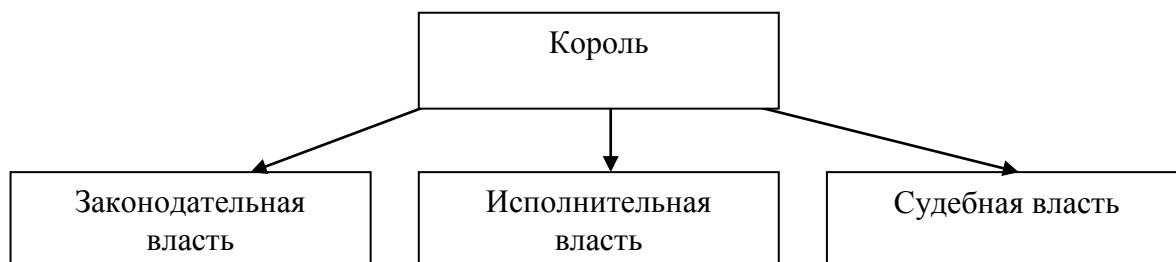 Король
Законодательная
власть
Исполнительная
власть
Судебная власть